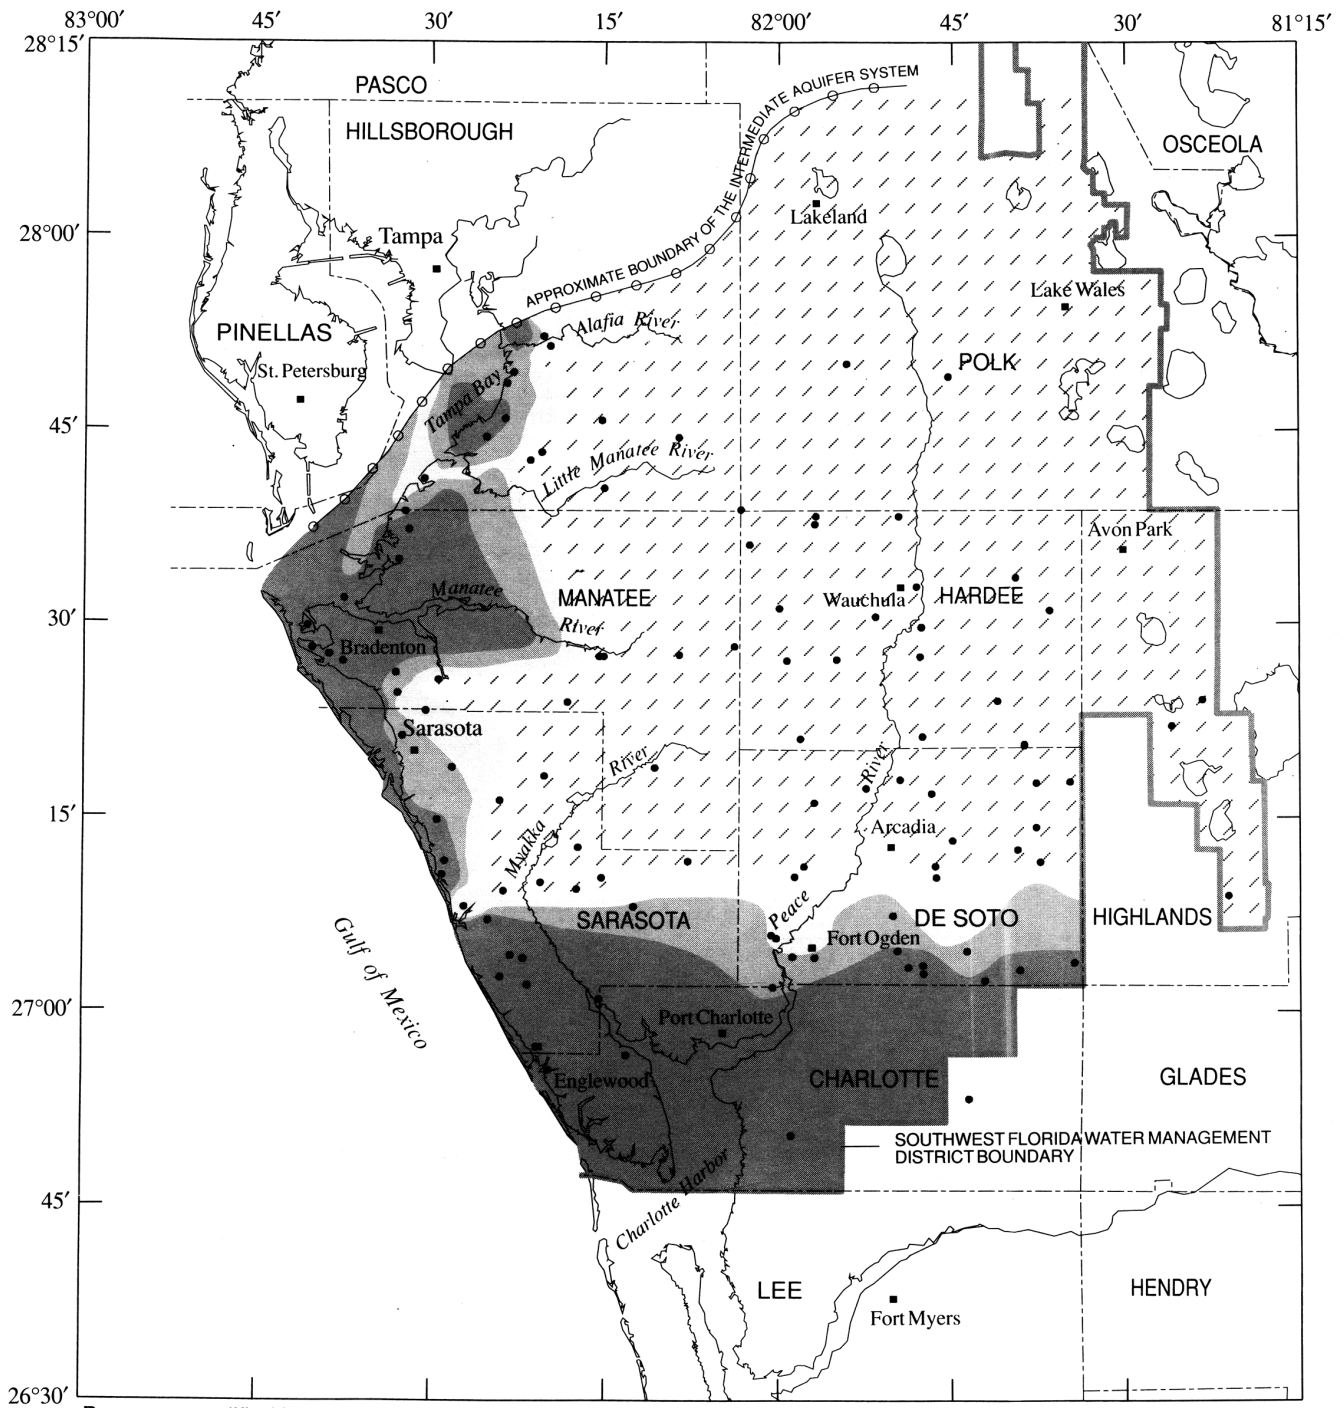 83°00′ 45′ 30′ 15′ 82°00′ 45′ 30′ 81°15′
28°15′
PASCO
HILLSBOROUGH
APPROXIMATE BOUNDARY OF THE INTERMEDIATE AQUIFER SYSTEM
OSCEOLA
Lakeland
28°00′
Tampa
Lake Wales
PINELLAS
Alafia River
St. Petersburg
POLK
Tampa Bay
45′
Little Manatee River
Avon Park
Manatee
River
MANATEE
Wauchula
HARDEE
30′
Bradenton
Sarasota
River
Myakka
River
15′
Arcadia
Peace
SARASOTA
DE SOTO
HIGHLANDS
Fort Ogden
Gulf of Mexico
27°00′
Port Charlotte
Englewood
CHARLOTTE
GLADES
SOUTHWEST FLORIDA WATER MANAGEMENT
DISTRICT BOUNDARY
Charlotte Harbor
45′
LEE
HENDRY
Fort Myers
26°30′